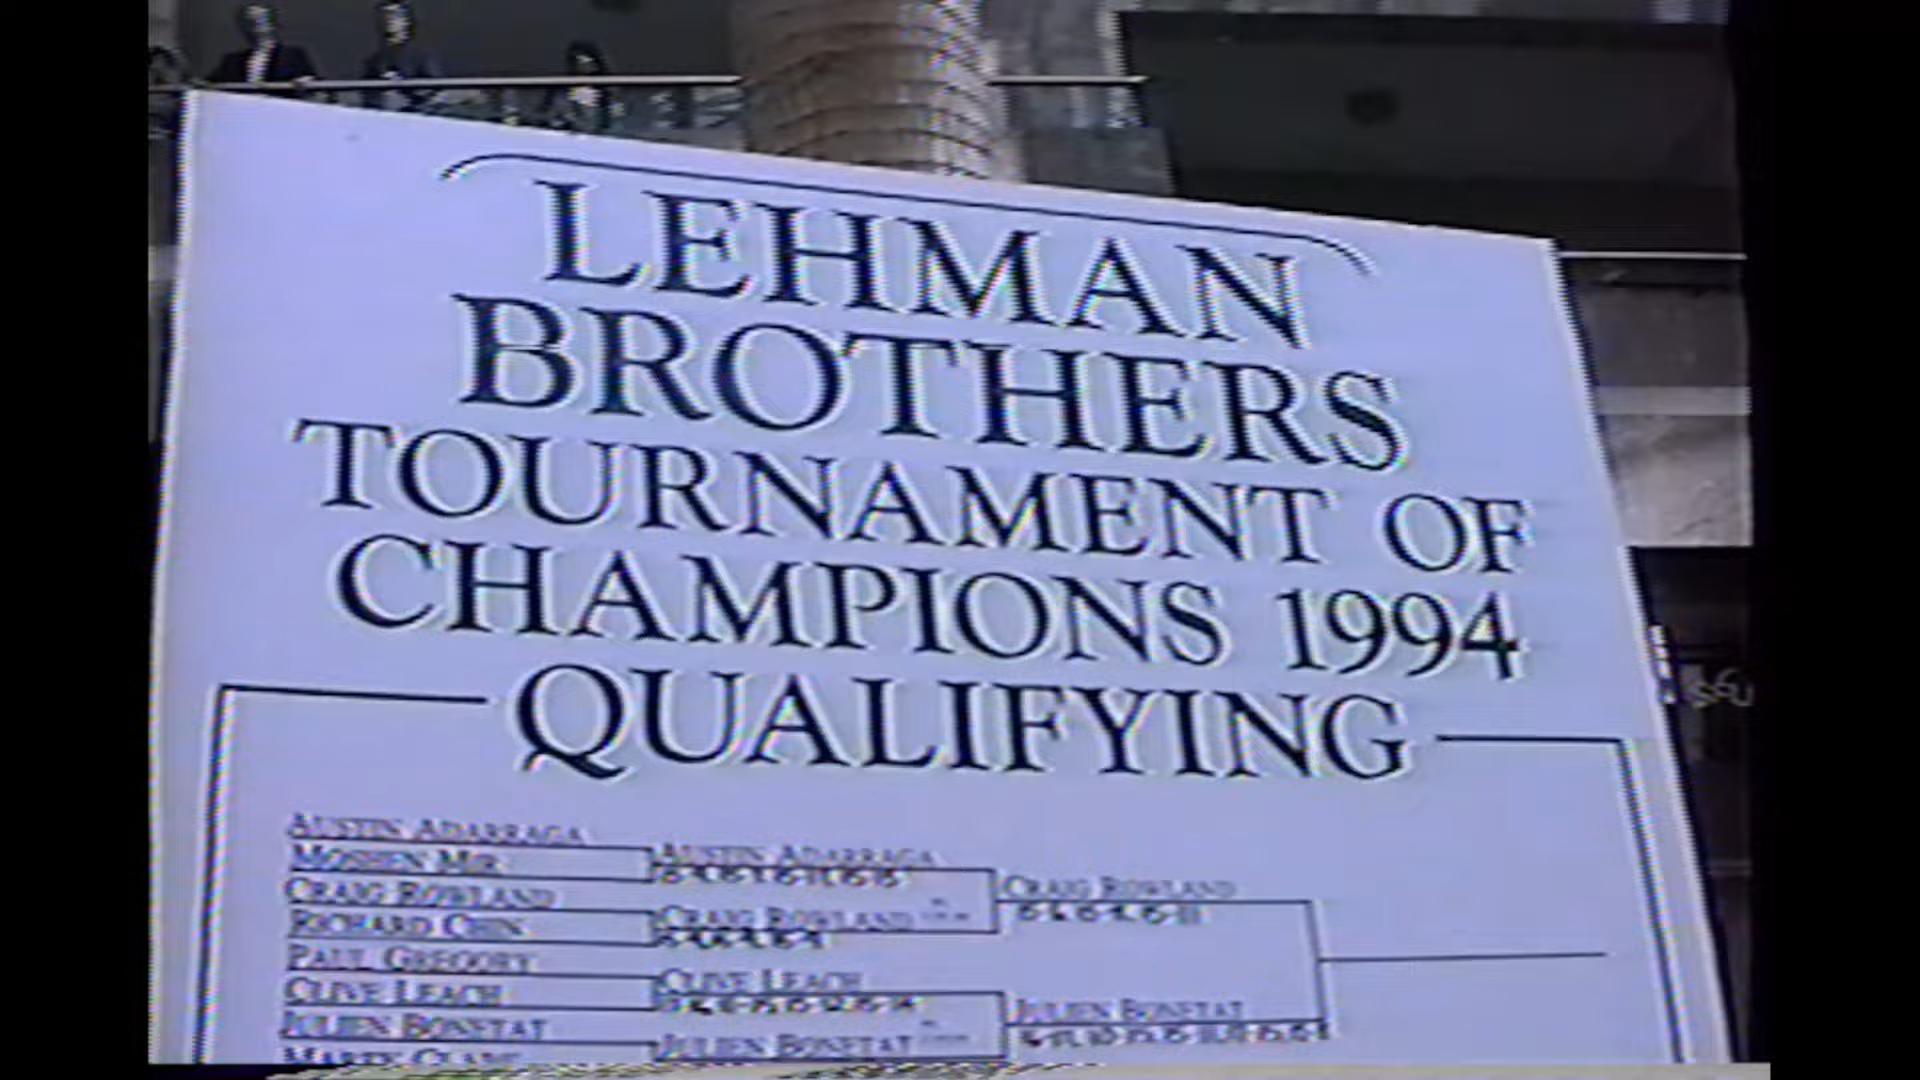 LEHMAN
BROTHERS
TOURNAMENT OF
CHAMPIONS 1994
QUALIFYING
AUSTIN ADARRAGA
MOSHEN MIR
AUSTIN ADARRAGA
CRAIG ROWLAND
CRAIG ROWLAND
RICHARD CHIN
CRAIG ROWLAND
PAUL GREGORY
CLIVE LEACH
CLIVE LEACH
JULIEN BONETAT
JULIEN BONETAT
JULIEN BONETAT